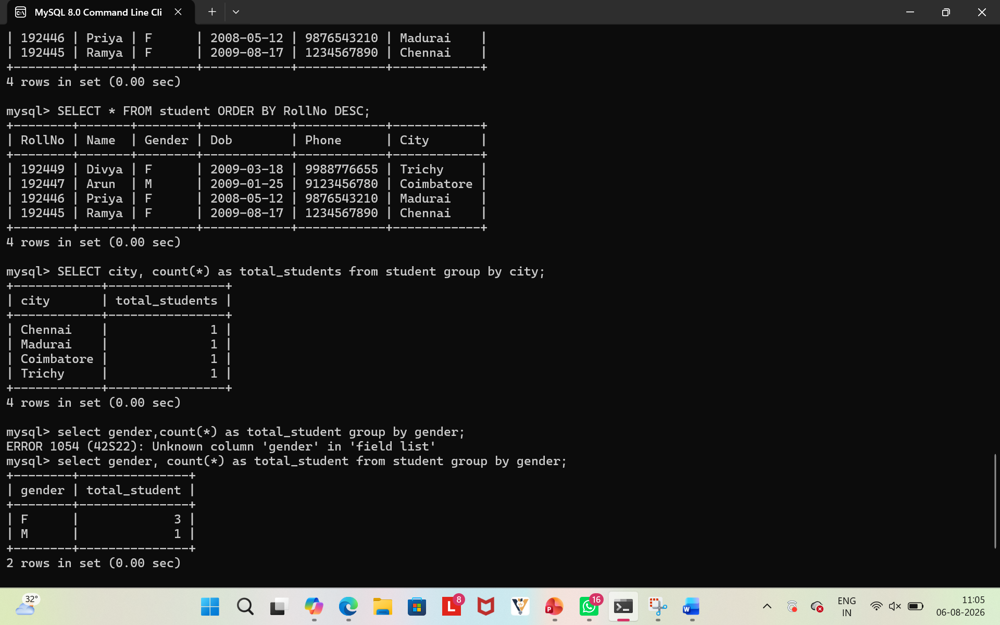 MySQL 8.0 Command Line Cli
| 192446 | Priya | F      | 2008-05-12 | 9876543210 | Madurai    |
| 192445 | Ramya | F      | 2009-08-17 | 1234567890 | Chennai    |
+--------+-------+--------+------------+------------+------------+
4 rows in set (0.00 sec)
mysql> SELECT * FROM student ORDER BY RollNo DESC;
+--------+-------+--------+------------+------------+------------+
| RollNo | Name  | Gender | Dob        | Phone      | City       |
+--------+-------+--------+------------+------------+------------+
| 192449 | Divya | F      | 2009-03-18 | 9988776655 | Trichy     |
| 192447 | Arun  | M      | 2009-01-25 | 9123456780 | Coimbatore |
| 192446 | Priya | F      | 2008-05-12 | 9876543210 | Madurai    |
| 192445 | Ramya | F      | 2009-08-17 | 1234567890 | Chennai    |
+--------+-------+--------+------------+------------+------------+
4 rows in set (0.00 sec)
mysql> SELECT city, count(*) as total_students from student group by city;
+------------+----------------+
| city       | total_students |
+------------+----------------+
| Chennai    |              1 |
| Madurai    |              1 |
| Coimbatore |              1 |
| Trichy     |              1 |
+------------+----------------+
4 rows in set (0.00 sec)
mysql> select gender,count(*) as total_student group by gender;
ERROR 1054 (42S22): Unknown column 'gender' in 'field list'
mysql> select gender, count(*) as total_student from student group by gender;
+--------+---------------+
| gender | total_student |
+--------+---------------+
| F      |             3 |
| M      |             1 |
+--------+---------------+
2 rows in set (0.00 sec)
32°
L 8
P
16
W
ENG
IN
11:05
06-08-2026